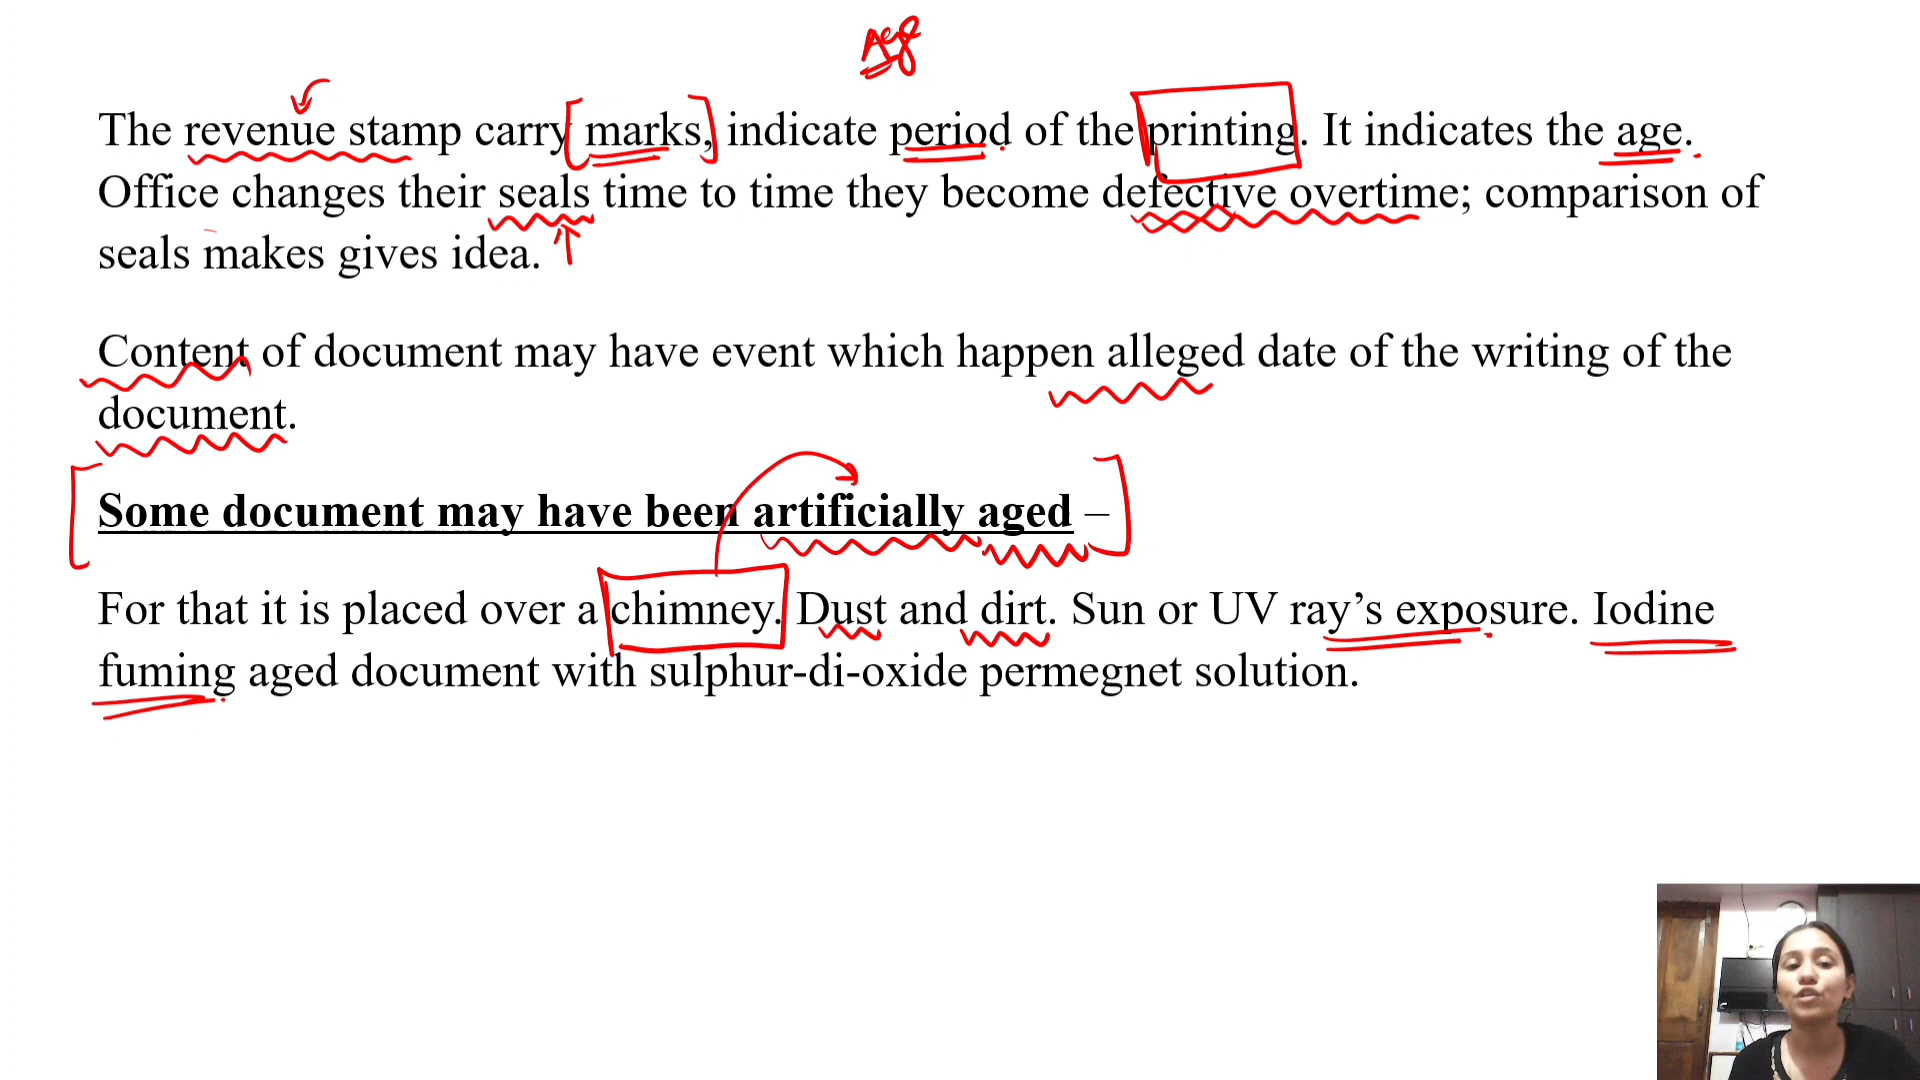 Age
The revenue stamp carry marks, indicate period of the printing. It indicates the age.
Office changes their seals time to time they become defective overtime; comparison of
seals makes gives idea.
Content of document may have event which happen alleged date of the writing of the
document.
Some document may have been artificially aged –
For that it is placed over a chimney. Dust and dirt. Sun or UV ray’s exposure. Iodine
fuming aged document with sulphur-di-oxide permegnet solution.